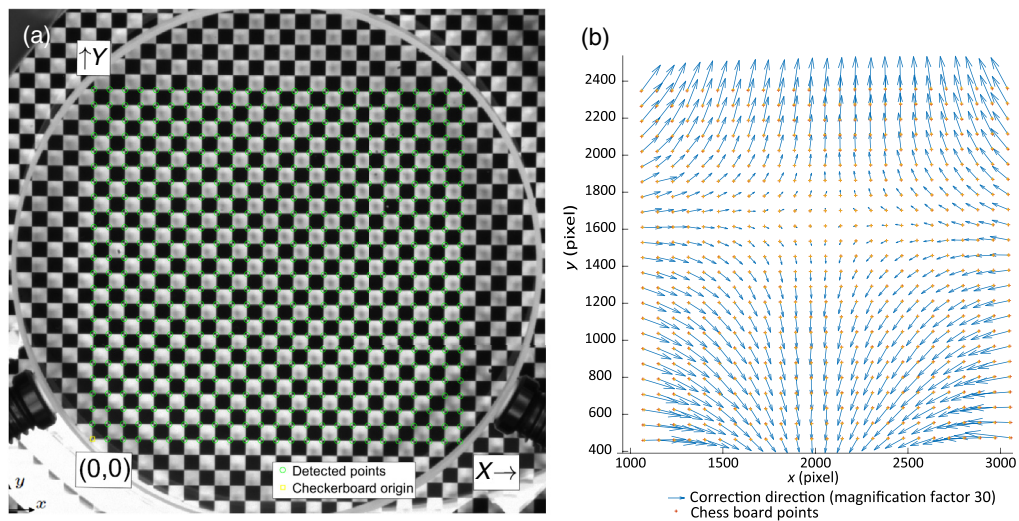 (a)
↑Y
(0,0)
Detected points
Checkerboard origin
X→
y
x
(b)
2400
2200
2000
1800
1600
1400
1200
1000
800
600
400
y (pixel)
1000 1500 2000 2500 3000
x (pixel)
Correction direction (magnification factor 30)
Chess board points